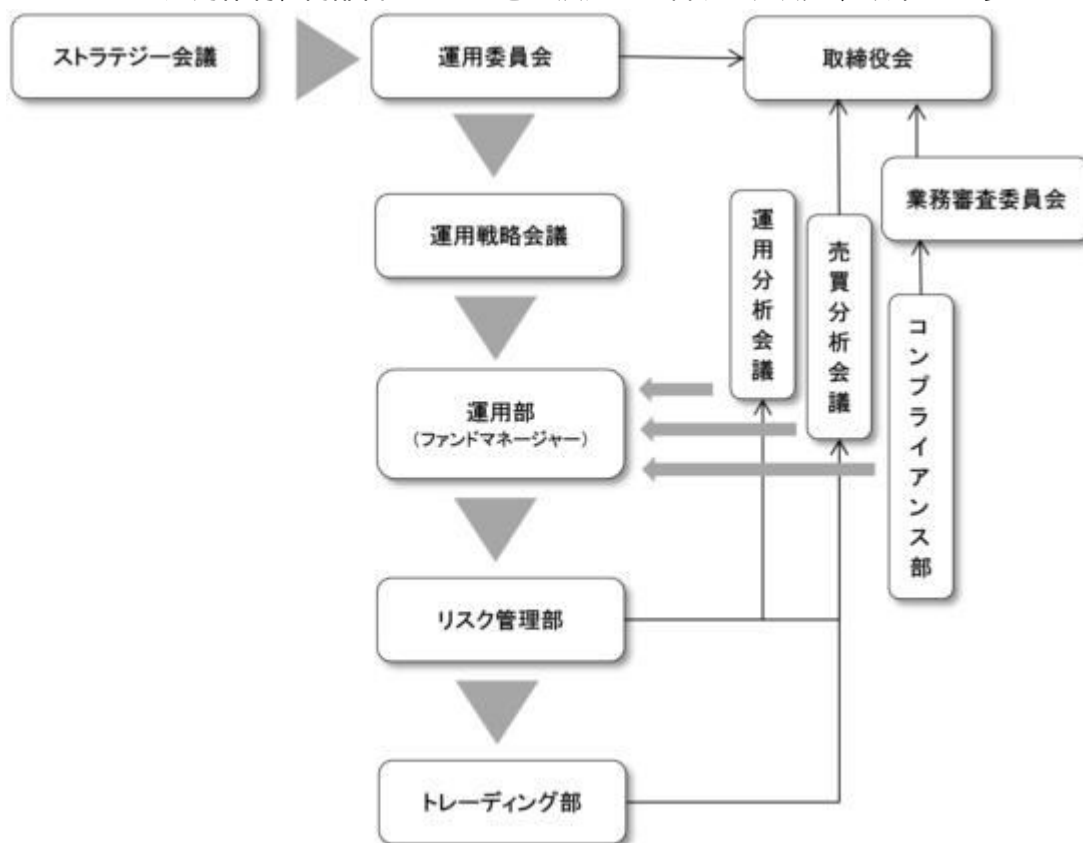 ストラテジー会議
運用委員会
取締役会
業務審査委員会
運用戦略会議
運用分析会議
売買分析会議
コンプライアンス部
運用部
(ファンドマネージャー)
リスク管理部
トレーディング部